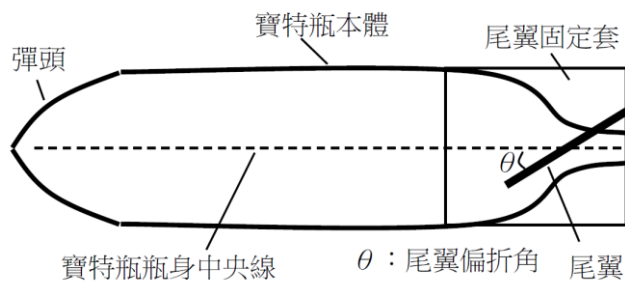 寶特瓶本體
尾翼固定套
彈頭
θ
寶特瓶瓶身中央線
θ：尾翼偏折角
尾翼